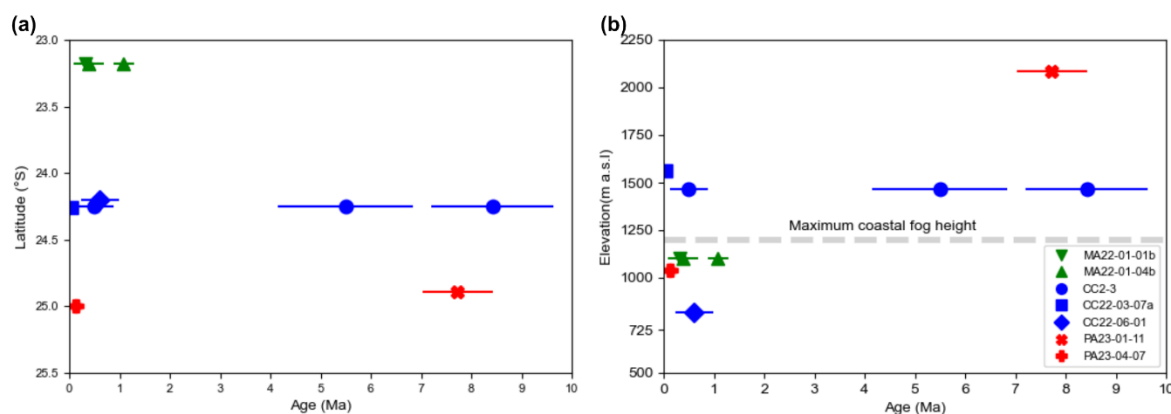 (a)
23.0
23.5
24.0
24.5
25.0
25.5
Latitude (°S)
0 1 2 3 4 5 6 7 8 9 10
Age (Ma)
(b)
2250
2000
1750
1500
1250
1000
725
500
Elevation(m a.s.l)
Maximum coastal fog height
MA22-01-01b
MA22-01-04b
CC2-3
CC22-03-07a
CC22-06-01
PA23-01-11
PA23-04-07
0 1 2 3 4 5 6 7 8 9 10
Age (Ma)